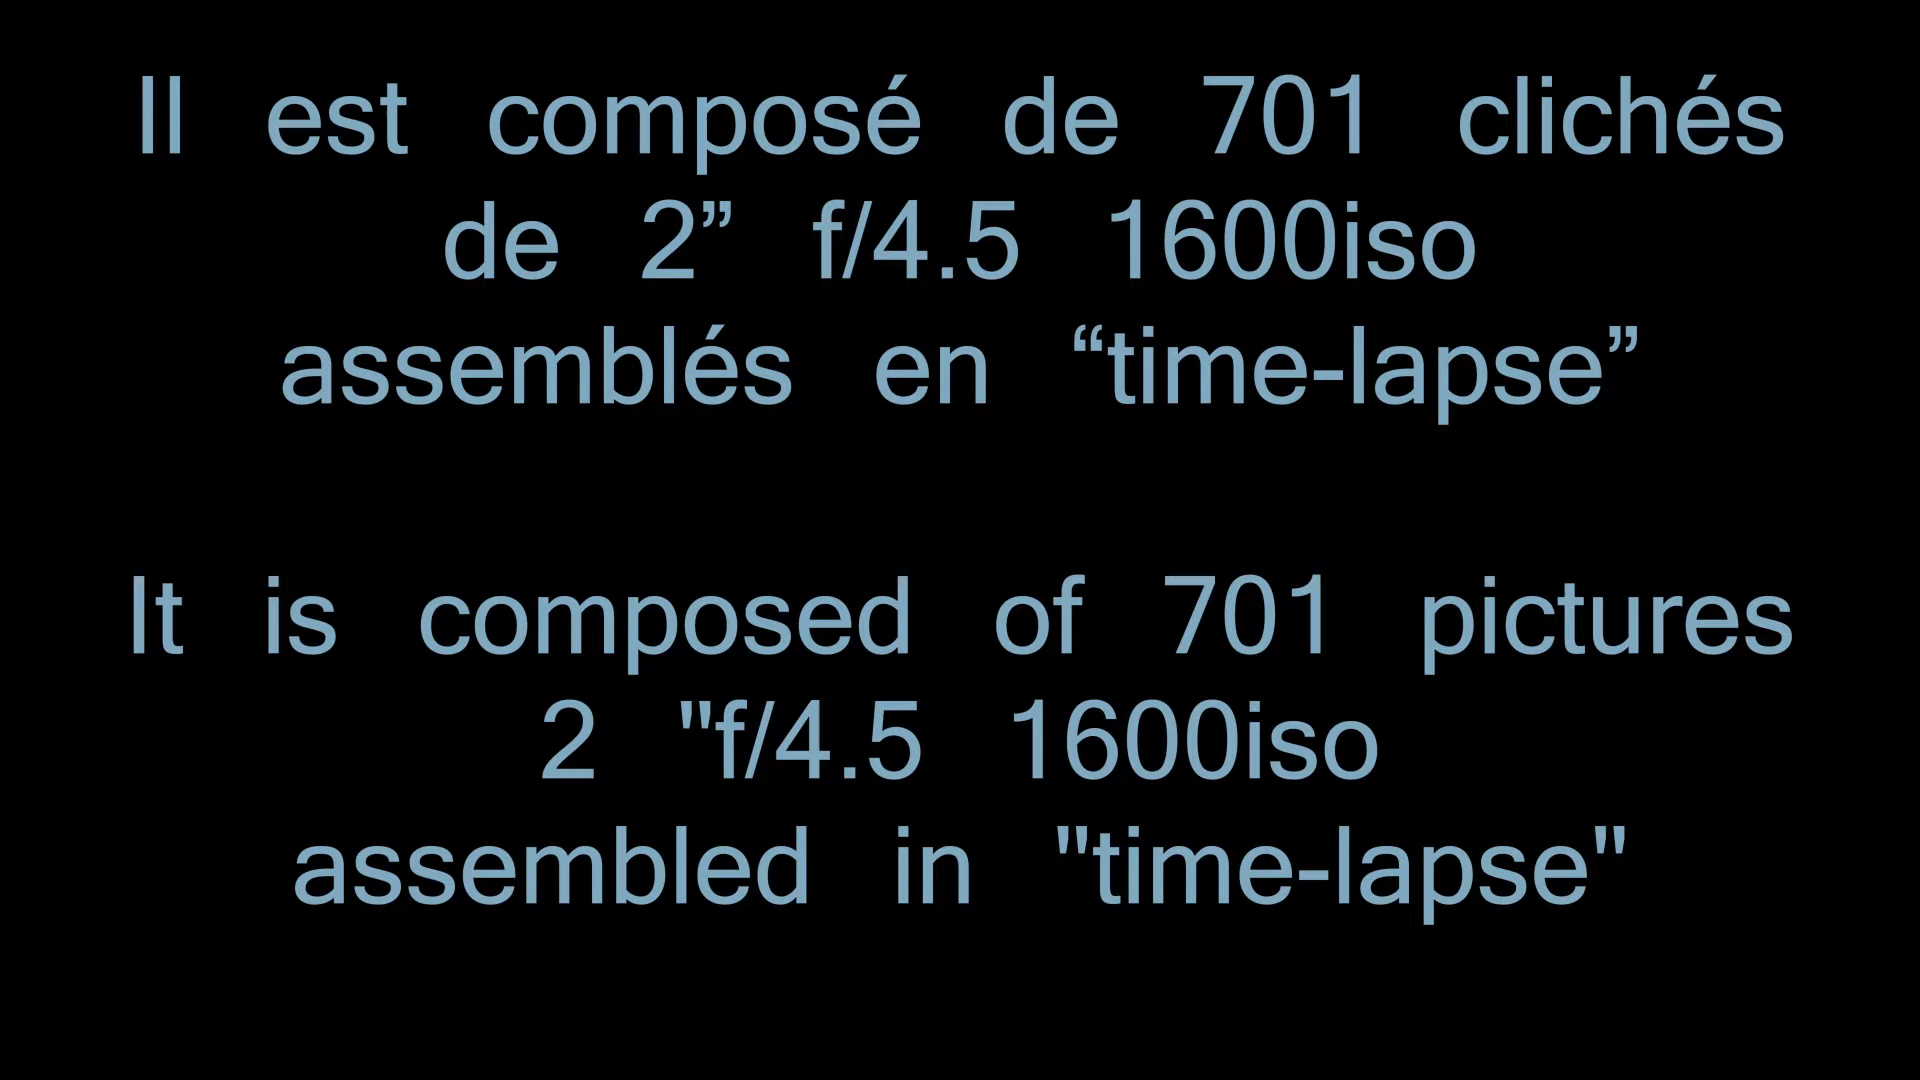 Il est composé de 701 clichés
de 2” f/4.5 1600iso
assemblés en “time-lapse”
It is composed of 701 pictures
2 "f/4.5 1600iso
assembled in "time-lapse"